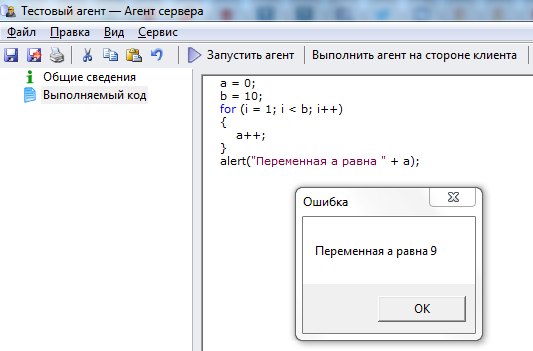 Тестовый агент — Агент сервера
Файл Правка Вид Сервис
Запустить агент Выполнить агент на стороне клиента
Общие сведения
Выполняемый код
a = 0;
b = 10;
for (i = 1; i < b; i++)
{
a++;
}
alert("Переменная а равна " + a);
Ошибка
Переменная а равна 9
OK